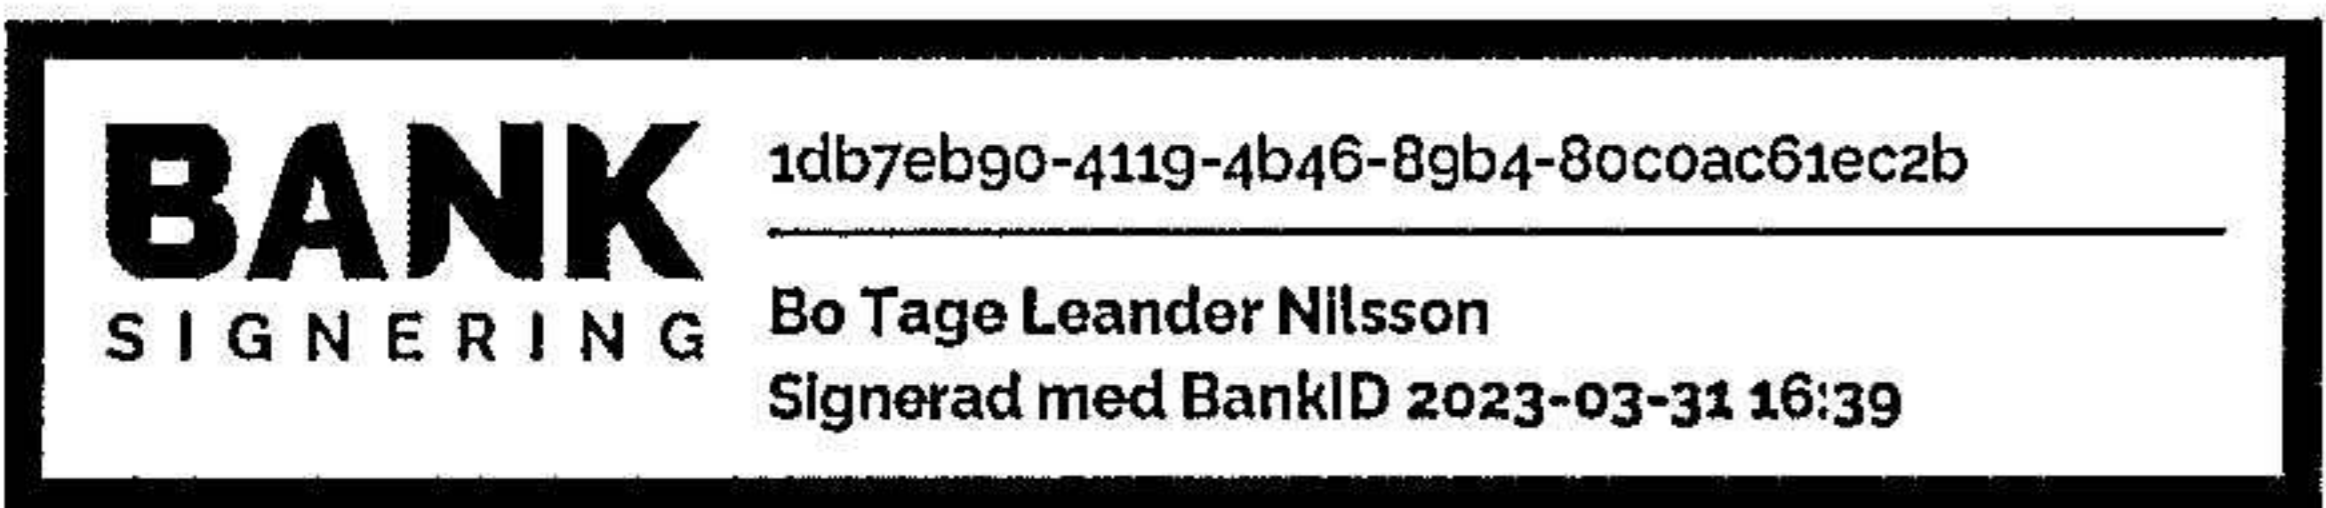 BANK
SIGNERING
1db7eb90-4119-4b46-89b4-80c0ac61ec2b
Bo Tage Leander Nilsson
Signerad med BankID 2023-03-31 16:39